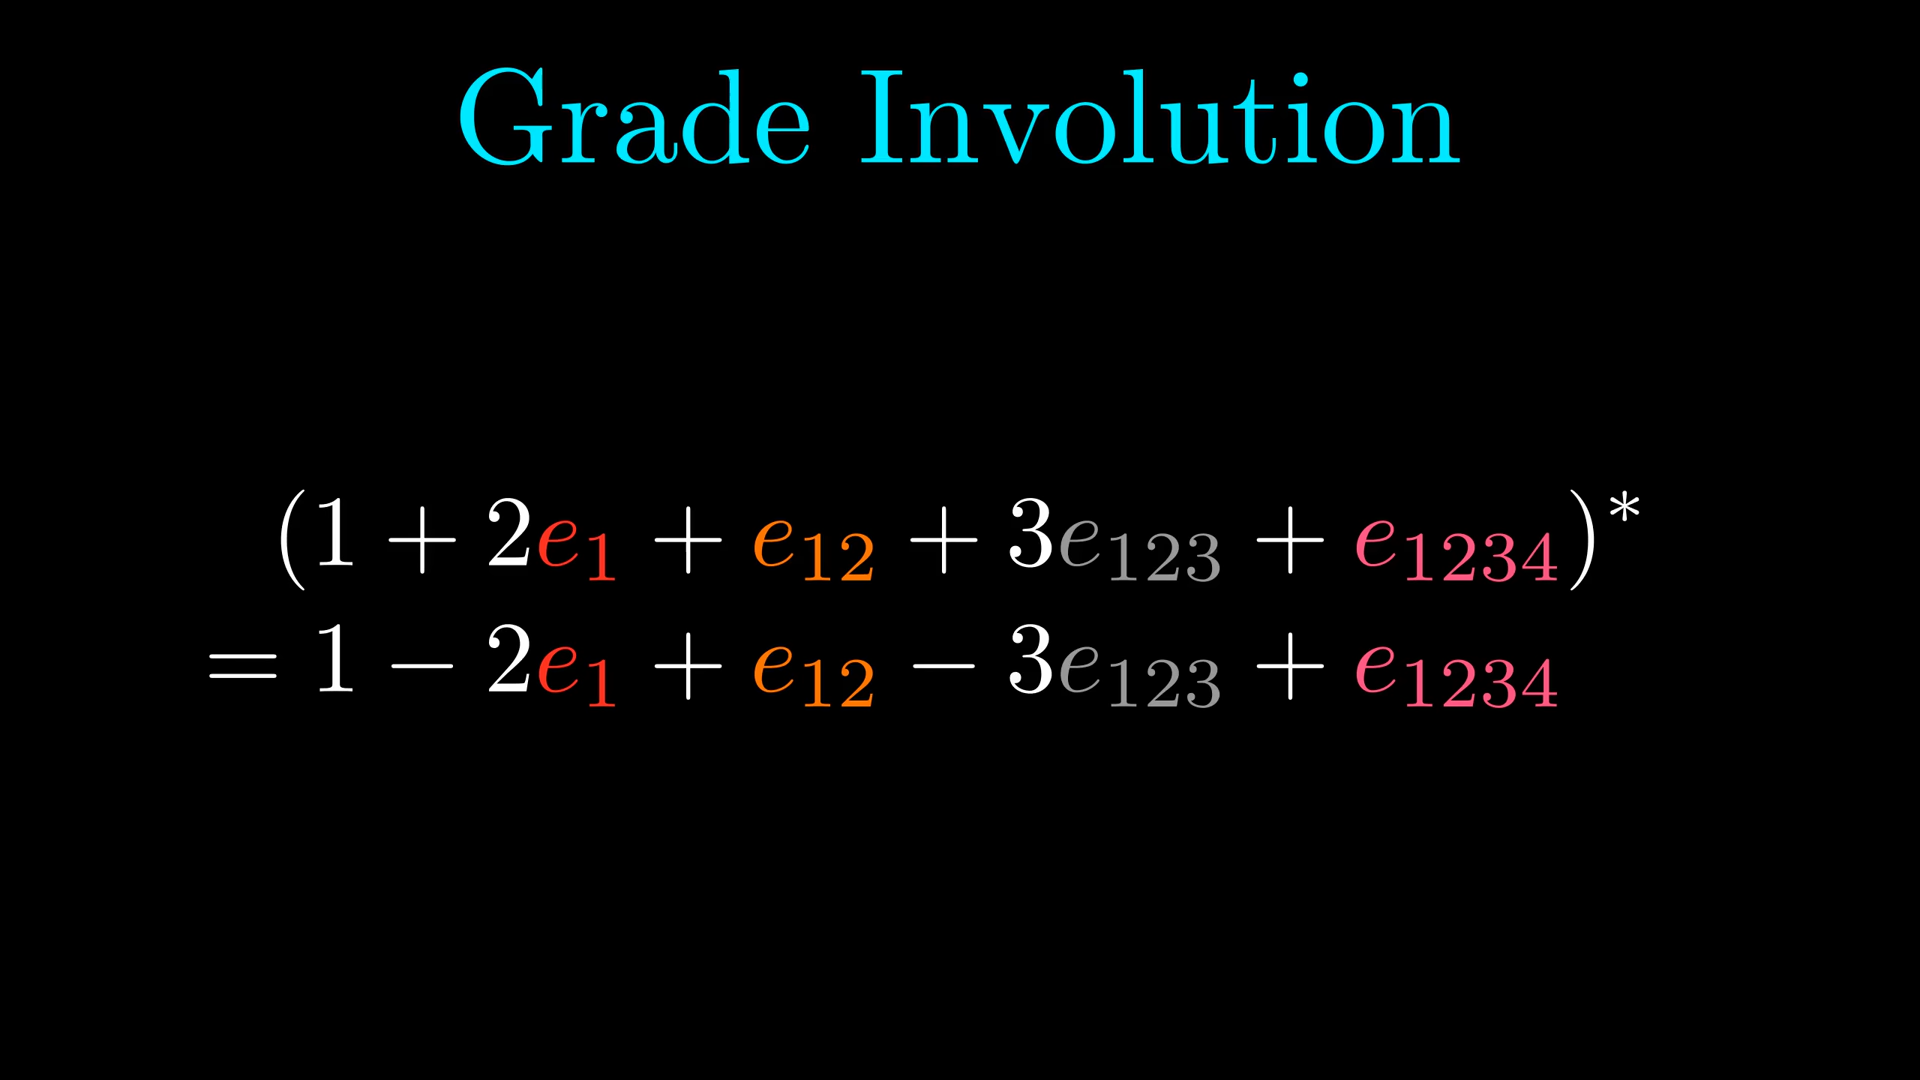 Grade Involution
(1 + 2e₁ + e₁₂ + 3e₁₂₃ + e₁₂₃₄)*
= 1 − 2e₁ + e₁₂ − 3e₁₂₃ + e₁₂₃₄